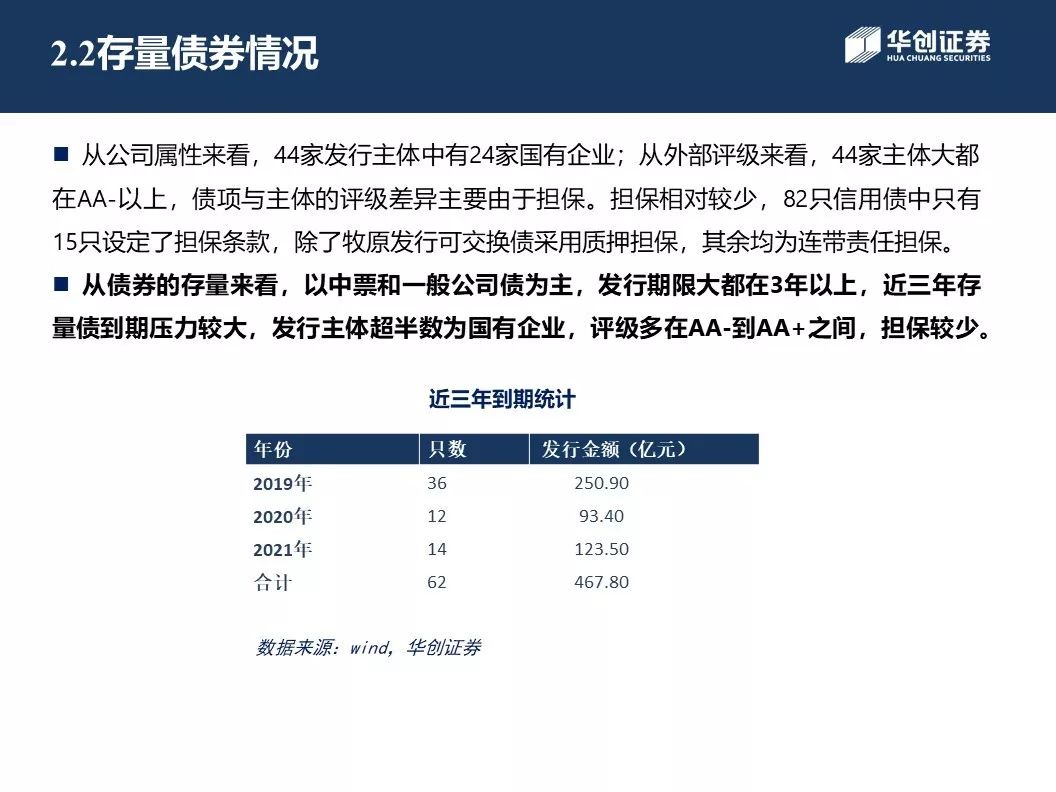 2.2存量债券情况
华创证券
HUA CHUANG SECURITIES
■ 从公司属性来看，44家发行主体中有24家国有企业；从外部评级来看，44家主体大都
在AA-以上，债项与主体的评级差异主要由于担保。担保相对较少，82只信用债中只有
15只设定了担保条款，除了牧原发行可交换债采用质押担保，其余均为连带责任担保。
■ 从债券的存量来看，以中票和一般公司债为主，发行期限大都在3年以上，近三年存
量债到期压力较大，发行主体超半数为国有企业，评级多在AA-到AA+之间，担保较少。
近三年到期统计
年份 只数 发行金额（亿元）
2019年 36 250.90
2020年 12 93.40
2021年 14 123.50
合计 62 467.80
数据来源：wind，华创证券